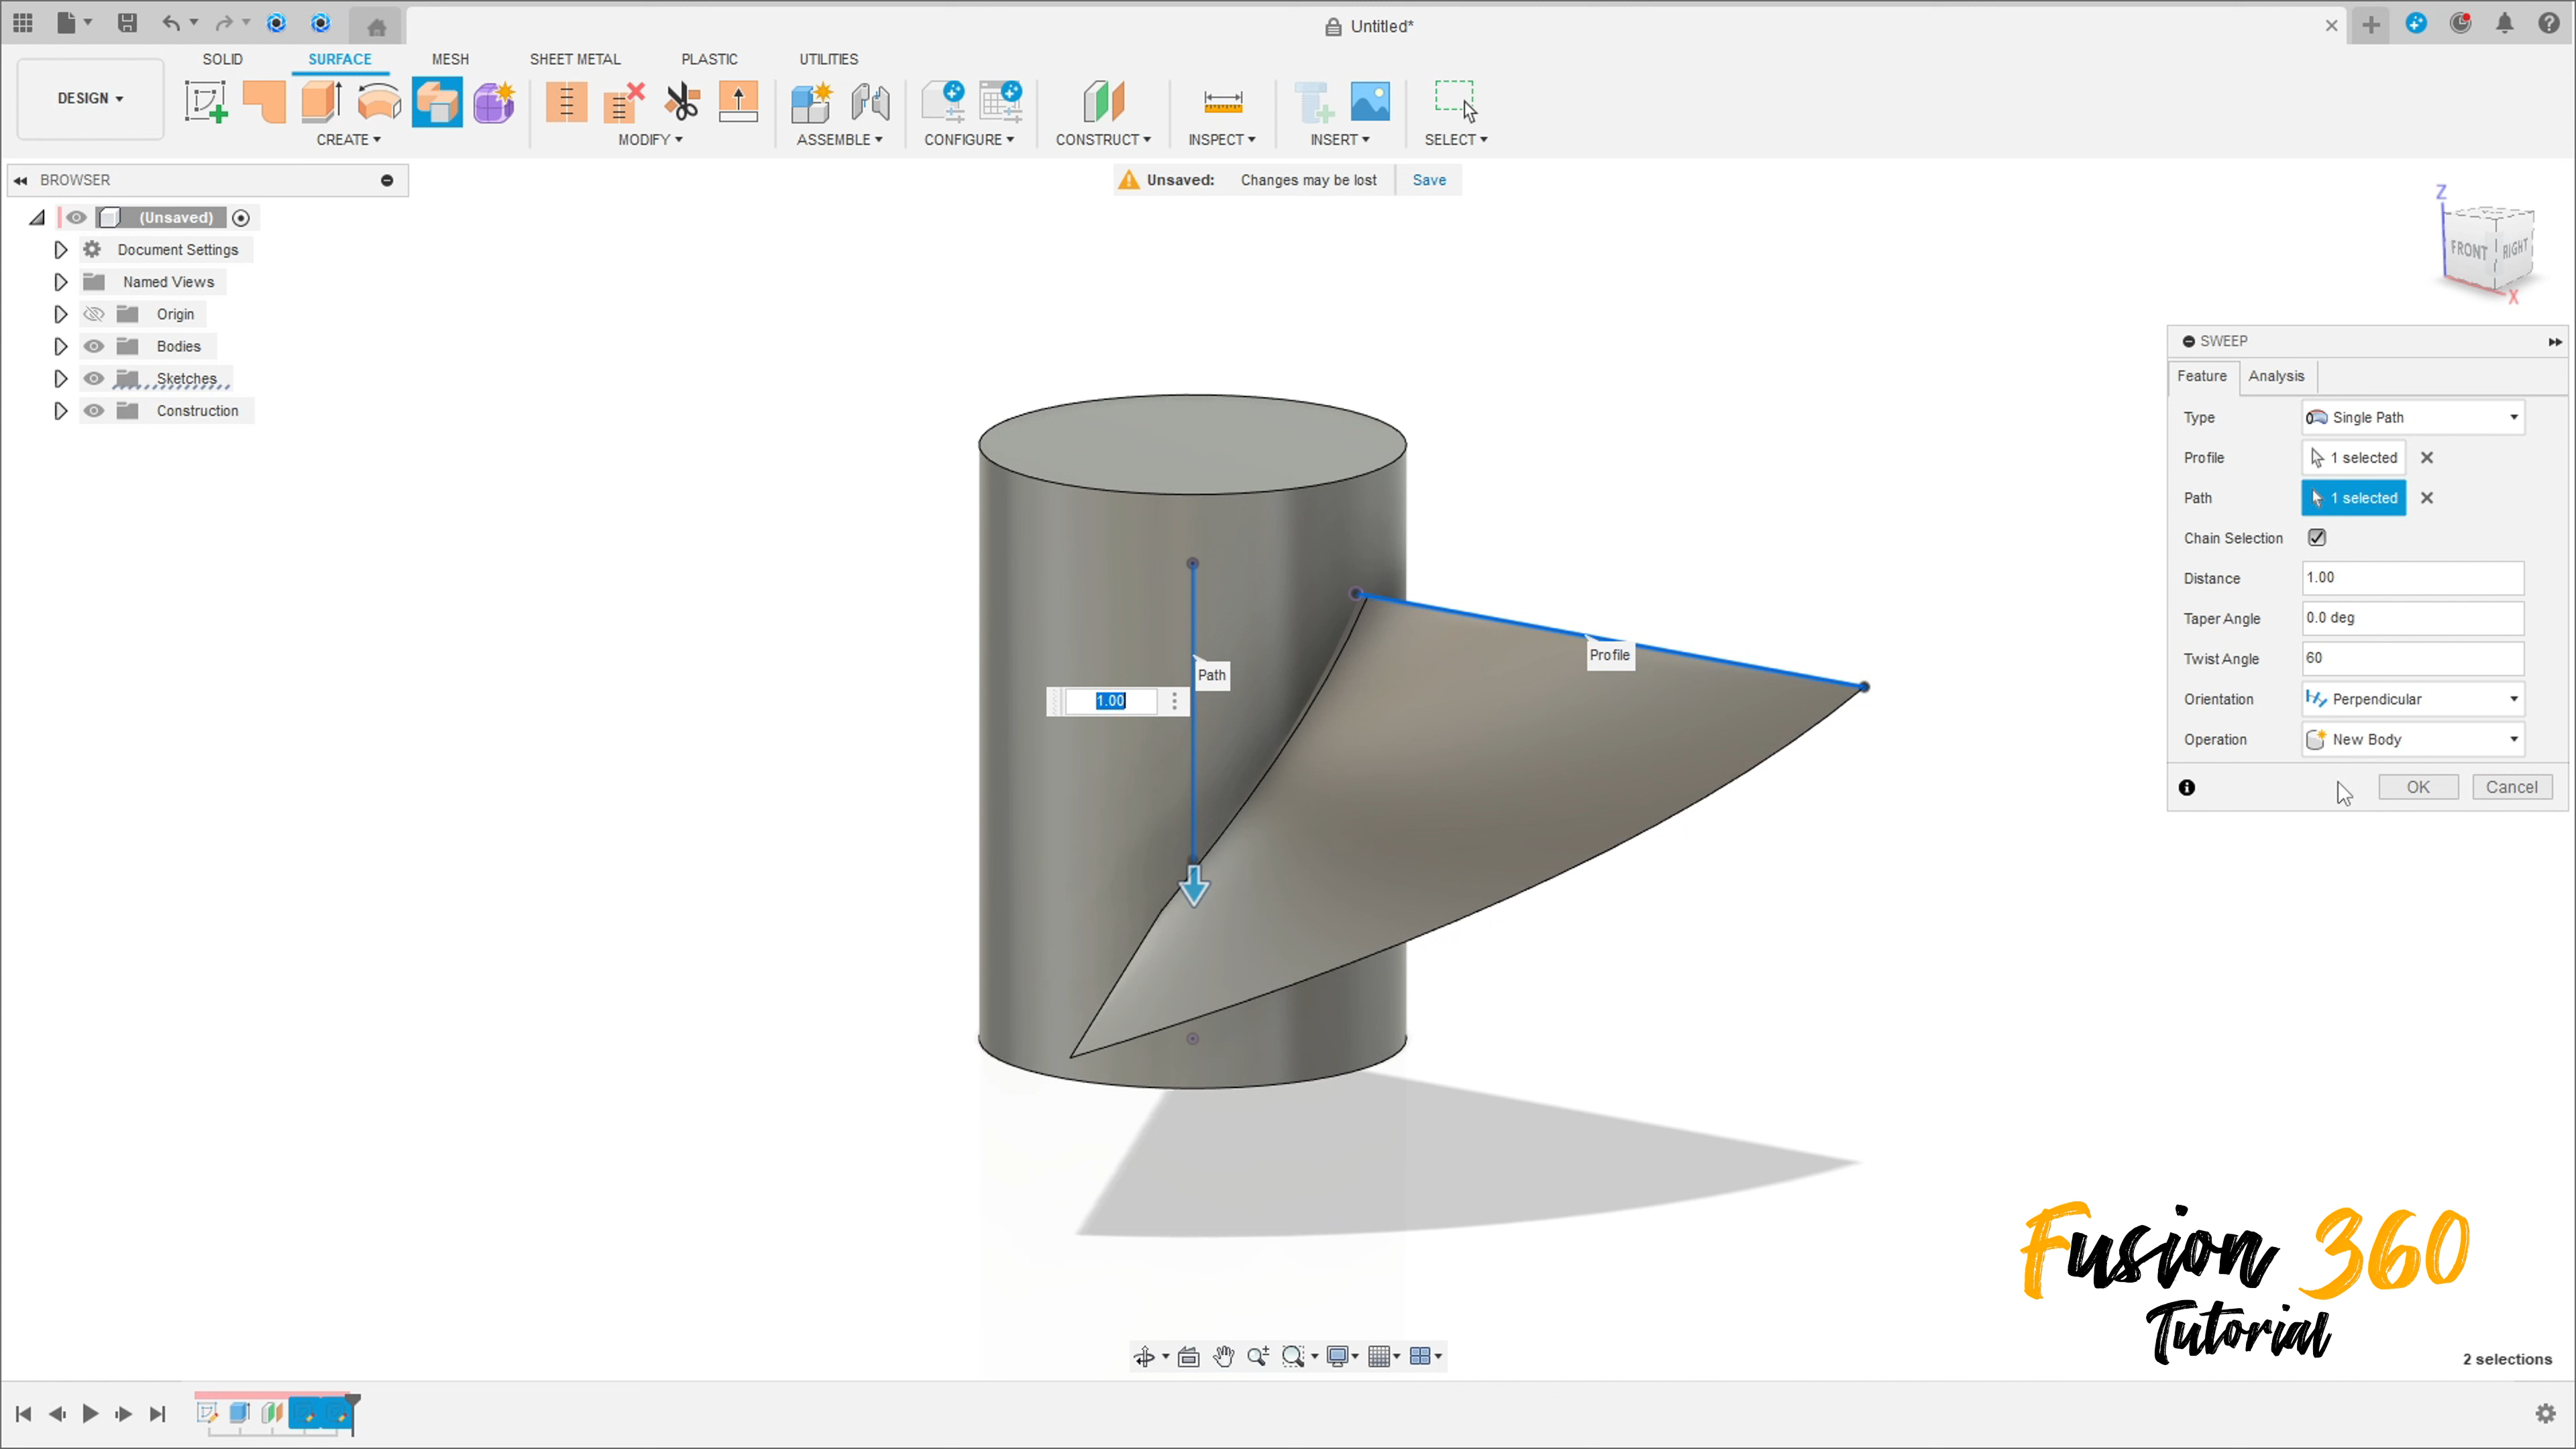 Untitled*
SOLID
SURFACE
MESH
SHEET METAL
PLASTIC
UTILITIES
DESIGN
CREATE
MODIFY
ASSEMBLE
CONFIGURE
CONSTRUCT
INSPECT
INSERT
SELECT
BROWSER
Unsaved: Changes may be lost Save
(Unsaved)
Document Settings
Named Views
Origin
Bodies
Sketches
Construction
Z
FRONT
RIGHT
X
SWEEP
Feature Analysis
Type Single Path
Profile 1 selected
Path 1 selected
Chain Selection
Distance 1.00
Taper Angle 0.0 deg
Twist Angle 60
Orientation Perpendicular
Operation New Body
OK Cancel
Profile
Path
1.00
Fusion 360
Tutorial
2 selections